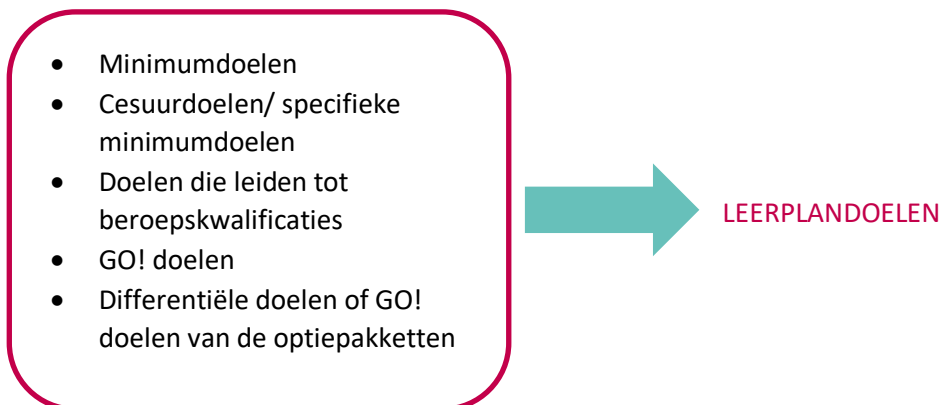 • Minimumdoelen
• Cesuurdoelen/ specifieke
minimumdoelen
• Doelen die leiden tot
beroepskwalificaties
• GO! doelen
• Differentiële doelen of GO!
doelen van de optiepakketten
LEERPLANDOELEN